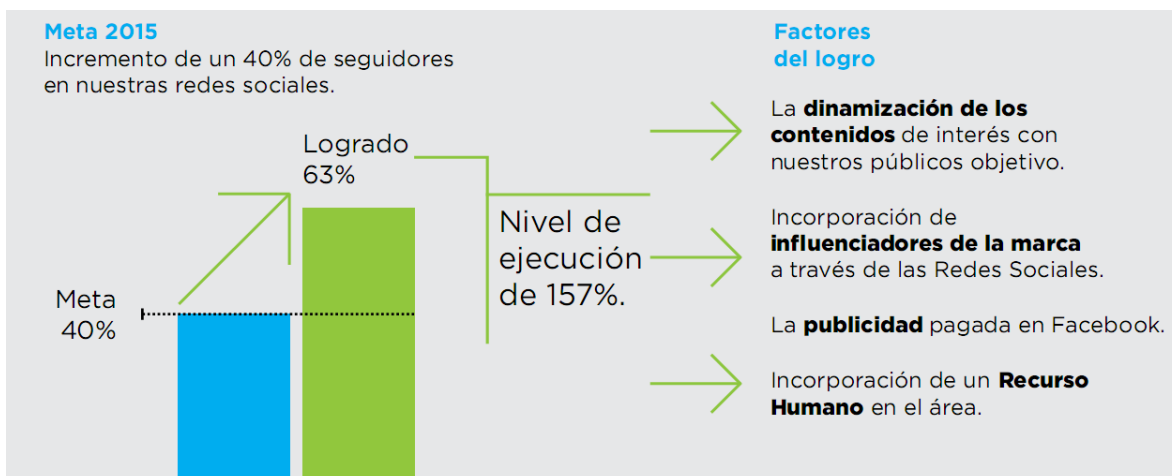 Meta 2015
Incremento de un 40% de seguidores
en nuestras redes sociales.
Logrado
63%
Meta
40%
Nivel de
ejecución
de 157%.
Factores
del logro
La dinamización de los
contenidos de interés con
nuestros públicos objetivo.
Incorporación de
influenciadores de la marca
a través de las Redes Sociales.
La publicidad pagada en Facebook.
Incorporación de un Recurso
Humano en el área.